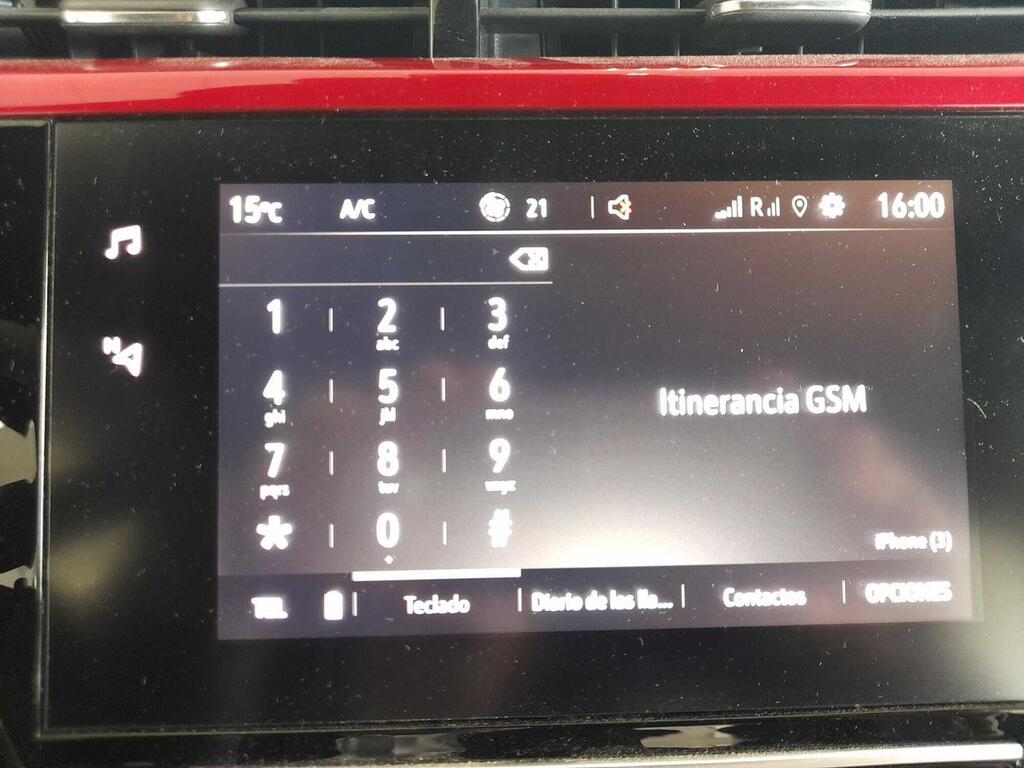 15°C A/C 21 R 16:00
N
1 2 3
abc def
4 5 6
ghi jkl mno
Itinerancia GSM
7 8 9
pqrs tuv wxyz
* 0 #
iPhone (3)
TEL Teclado Diario de las lla... Contactos OPCIONES